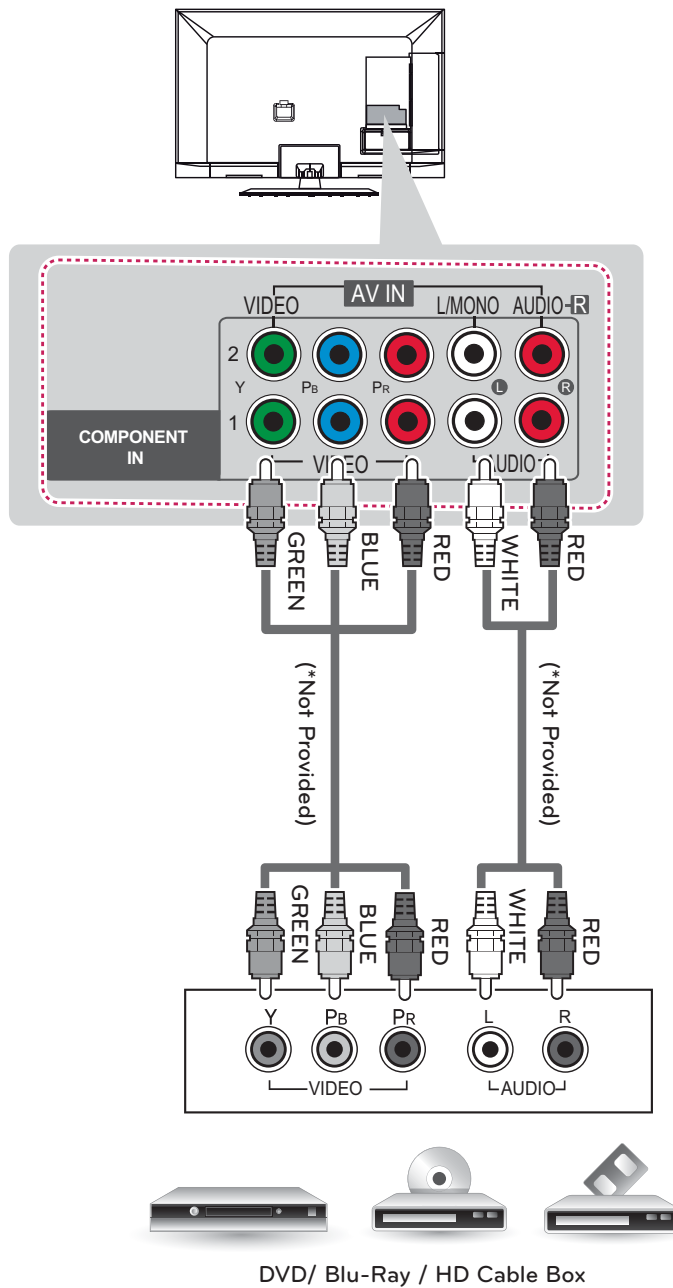 AV IN
VIDEO L/MONO AUDIO R
2
Y PB PR L R
1
COMPONENT
IN
VIDEO AUDIO
GREEN BLUE RED WHITE RED
(*Not Provided) (*Not Provided)
GREEN BLUE RED WHITE RED
Y PB PR L R
VIDEO AUDIO
DVD/ Blu-Ray / HD Cable Box